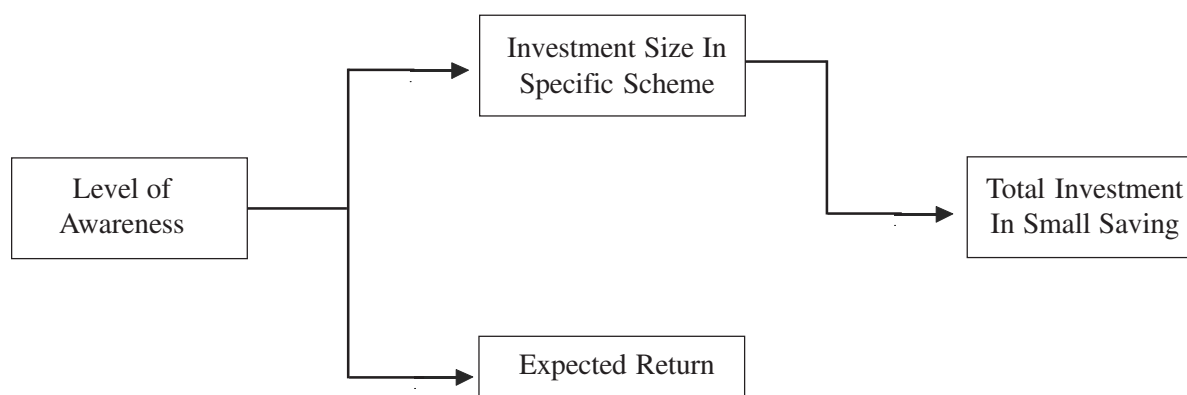 Investment Size In
Specific Scheme
Level of
Awareness
Total Investment
In Small Saving
Expected Return